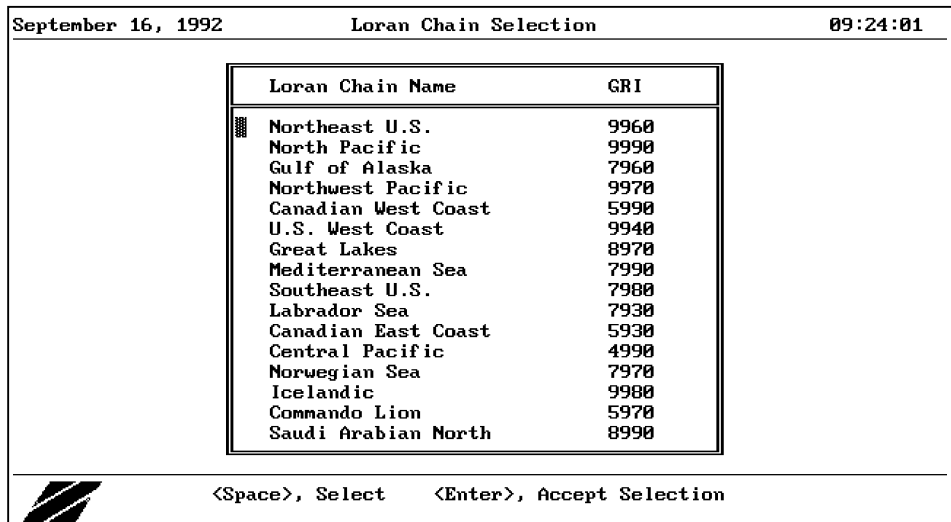 September 16, 1992 Loran Chain Selection 09:24:01
Loran Chain Name GRI
Northeast U.S. 9960
North Pacific 9990
Gulf of Alaska 7960
Northwest Pacific 9970
Canadian West Coast 5990
U.S. West Coast 9940
Great Lakes 8970
Mediterranean Sea 7990
Southeast U.S. 7980
Labrador Sea 7930
Canadian East Coast 5930
Central Pacific 4990
Norwegian Sea 7970
Icelandic 9980
Commando Lion 5970
Saudi Arabian North 8990
<Space>, Select <Enter>, Accept Selection